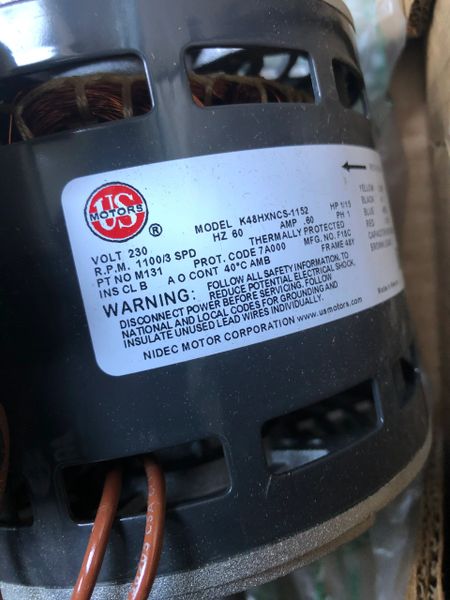 US
MOTORS
®
MODEL K48HXNCS-1152
VOLT 230 HZ 60 AMP .60 HP 1/15
R.P.M. 1100/3 SPD THERMALLY PROTECTED PH 1
PT NO M131 PROT. CODE 7A000 MFG. NO. F18C
INS CL B A O CONT 40°C AMB FRAME 48Y
WARNING: FOLLOW ALL SAFETY INFORMATION TO
REDUCE POTENTIAL ELECTRICAL SHOCK.
DISCONNECT POWER BEFORE SERVICING. FOLLOW
NATIONAL AND LOCAL CODES FOR GROUNDING AND
INSULATE UNUSED LEAD WIRES INDIVIDUALLY.
NIDEC MOTOR CORPORATION www.usmotors.com
YELLOW
BLACK
BLUE
RED